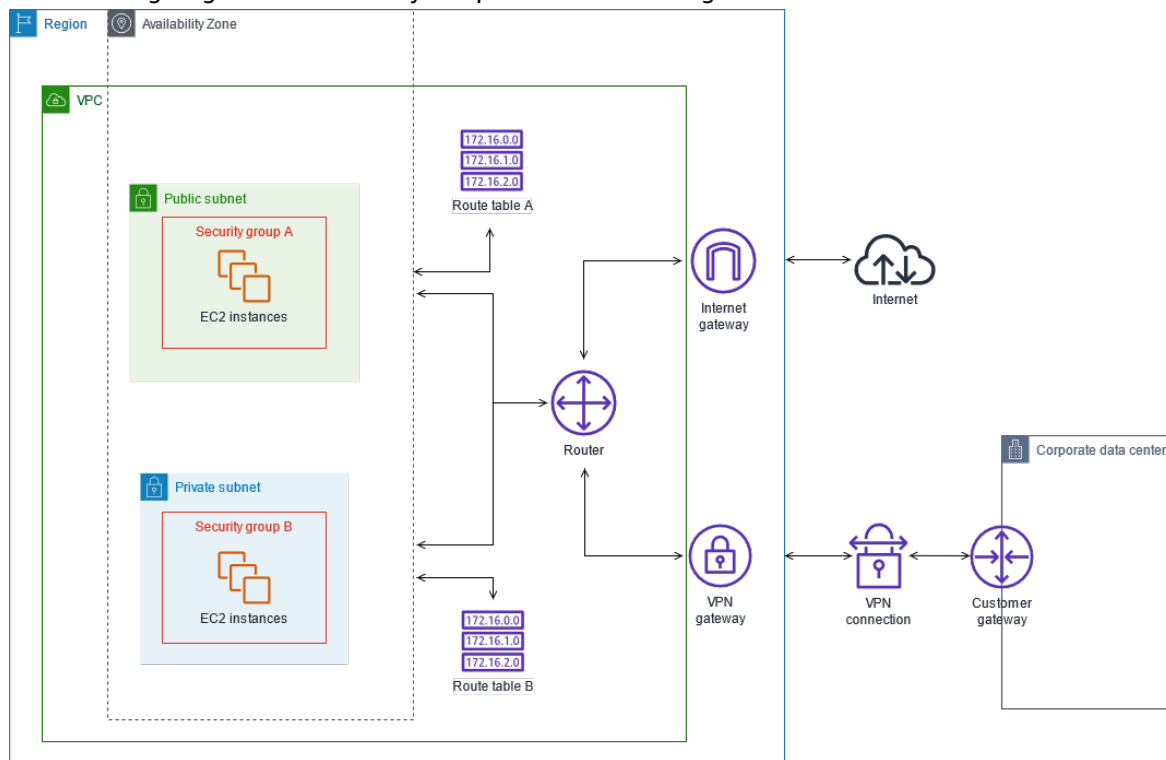 Region
Availability Zone
VPC
172.16.0.0
172.16.1.0
172.16.2.0
Route table A
Public subnet
Security group A
EC2 instances
Internet
gateway
Internet
Router
Corporate data center
Private subnet
Security group B
EC2 instances
VPN
gateway
VPN
connection
Customer
gateway
172.16.0.0
172.16.1.0
172.16.2.0
Route table B